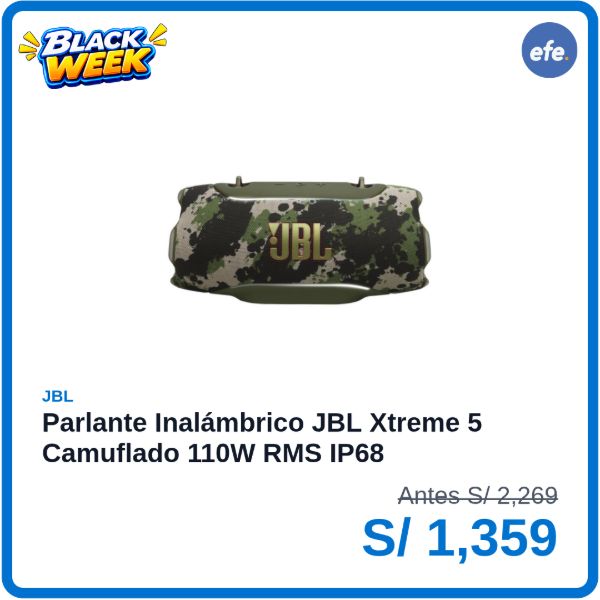 BLACK
WEEK
efe.
JBL
JBL
Parlante Inalámbrico JBL Xtreme 5
Camuflado 110W RMS IP68
Antes S/ 2,269
S/ 1,359